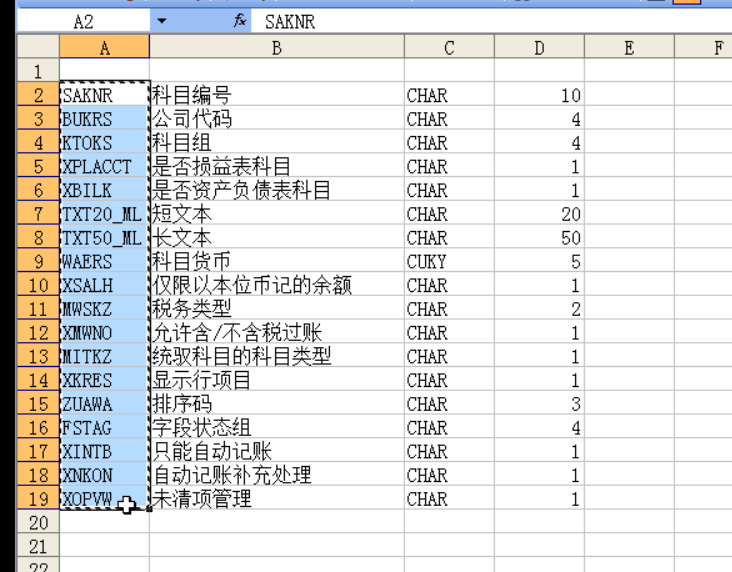 A2 fx SAKNR
A B C D E F
1
2 SAKNR 科目编号 CHAR 10
3 BUKRS 公司代码 CHAR 4
4 KTOKS 科目组 CHAR 4
5 XPLACCT 是否损益表科目 CHAR 1
6 XBILK 是否资产负债表科目 CHAR 1
7 TXT20_ML 短文本 CHAR 20
8 TXT50_ML 长文本 CHAR 50
9 WAERS 科目货币 CUKY 5
10 XSALH 仅限以本位币记的余额 CHAR 1
11 MWSKZ 税务类型 CHAR 2
12 XMWNO 允许含/不含税过账 CHAR 1
13 MITKZ 统驭科目的科目类型 CHAR 1
14 XKRES 显示行项目 CHAR 1
15 ZUAWA 排序码 CHAR 3
16 FSTAG 字段状态组 CHAR 4
17 XINTB 只能自动记账 CHAR 1
18 XNKON 自动记账补充处理 CHAR 1
19 XOPVW 未清项管理 CHAR 1
20
21
22